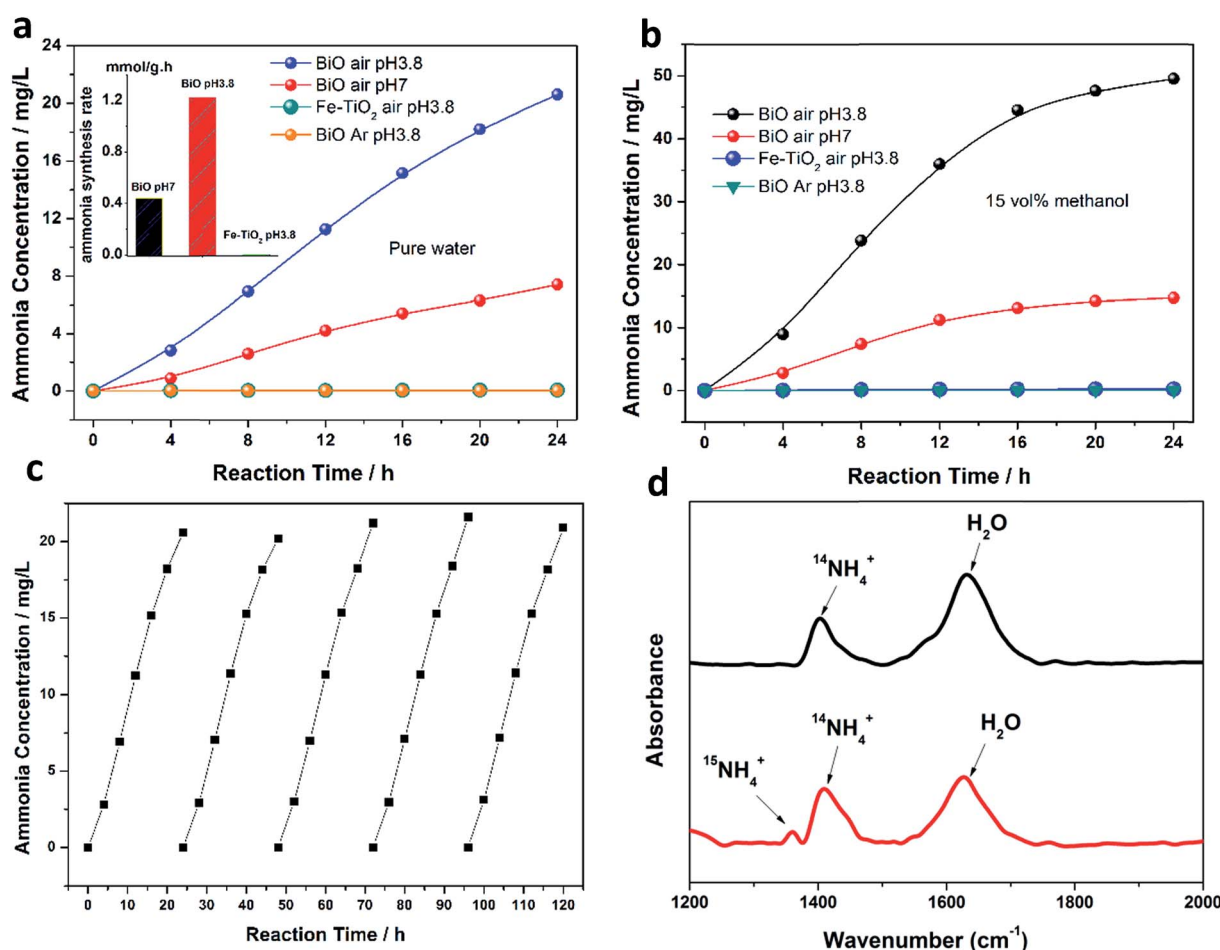 a
Ammonia Concentration / mg/L
24
20
16
12
8
4
0
0 4 8 12 16 20 24
Reaction Time / h
mmol/g.h
ammonia synthesis rate
1.2
0.8
0.4
0.0
BiO pH7
BiO pH3.8
Fe-TiO2 pH3.8
BiO air pH3.8
BiO air pH7
Fe-TiO2 air pH3.8
BiO Ar pH3.8
Pure water
b
Ammonia Concentration / mg/L
50
40
30
20
10
0
0 4 8 12 16 20 24
Reaction Time / h
BiO air pH3.8
BiO air pH7
Fe-TiO2 air pH3.8
BiO Ar pH3.8
15 vol% methanol
c
Ammonia Concentration / mg/L
20
15
10
5
0
0 10 20 30 40 50 60 70 80 90 100 110 120
Reaction Time / h
d
Absorbance
14NH4+
H2O
15NH4+
14NH4+
H2O
1200 1400 1600 1800 2000
Wavenumber (cm-1)